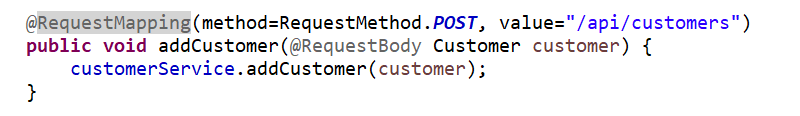 @RequestMapping(method=RequestMethod.POST, value="/api/customers")
public void addCustomer(@RequestBody Customer customer) {
    customerService.addCustomer(customer);
}